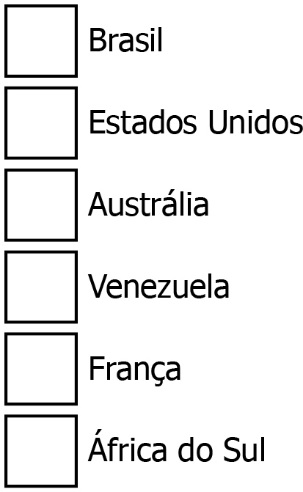 Brasil
Estados Unidos
Austrália
Venezuela
França
África do Sul